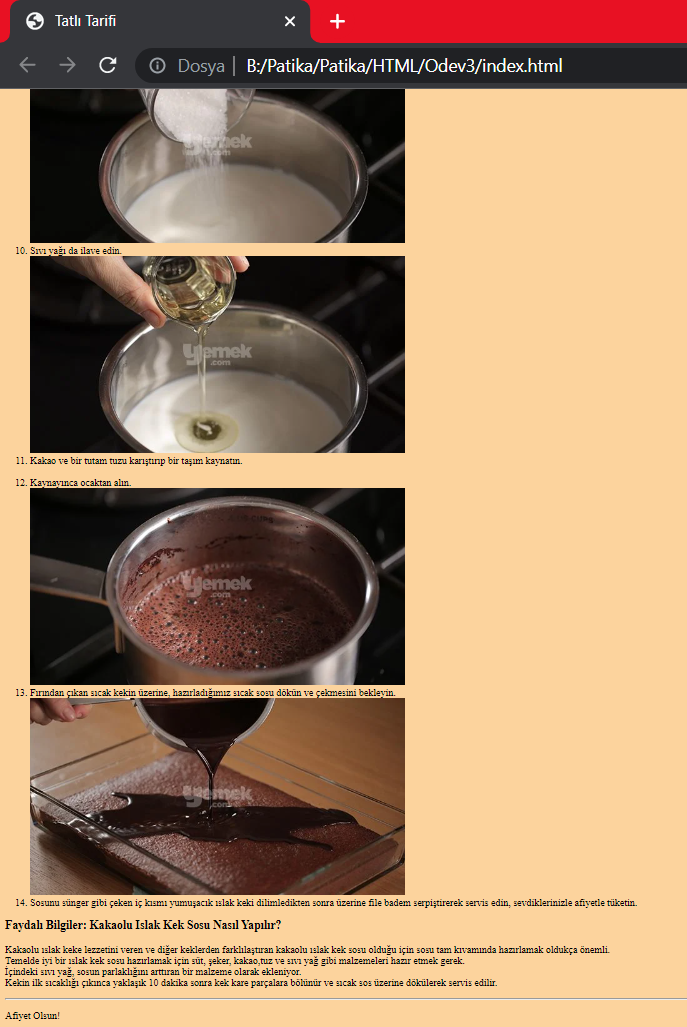 Tatlı Tarifi
Dosya | B:/Patika/Patika/HTML/Odev3/index.html
yemek
.com
10. Sıvı yağı da ilave edin.
yemek
.com
11. Kakao ve bir tutam tuzu karıştırıp bir taşım kaynatın.
12. Kaynayınca ocaktan alın.
yemek
.com
13. Fırından çıkan sıcak kekin üzerine, hazırladığımız sıcak sosu dökün ve çekmesini bekleyin.
yemek
.com
14. Sosunu sünger gibi çeken iç kısmı yumuşacık ıslak keki dilimledikten sonra üzerine file badem serpiştirerek servis edin, sevdiklerinizle afiyetle tüketin.
Faydalı Bilgiler: Kakaolu Islak Kek Sosu Nasıl Yapılır?
Kakaolu ıslak keke lezzetini veren ve diğer keklerden farklılaştıran kakaolu ıslak kek sosu olduğu için sosu tam kıvamında hazırlamak oldukça önemli.
Temelde iyi bir ıslak kek sosu hazırlamak için süt, şeker, kakao,tuz ve sıvı yağ gibi malzemeleri hazır etmek gerek.
İçindeki sıvı yağ, sosun parlaklığını arttıran bir malzeme olarak ekleniyor.
Kekin ilk sıcaklığı çıkınca yaklaşık 10 dakika sonra kek kare parçalara bölünür ve sıcak sos üzerine dökülerek servis edilir.
Afiyet Olsun!